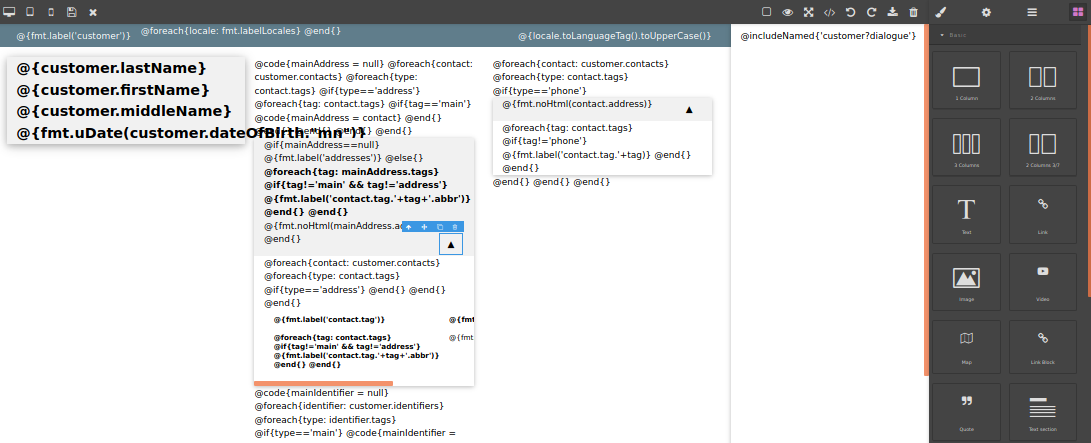 @{fmt.label('customer')}
@foreach{locale: fmt.labelLocales} @end{}
@{locale.toLanguageTag().toUpperCase()}
@{customer.lastName}
@{customer.firstName}
@{customer.middleName}
@{fmt.uDate(customer.dateOfBirth."mn")}
@code{mainAddress = null} @foreach{contact:
customer.contacts} @foreach{type:
contact.tags} @if{type=='address'}
@foreach{tag: contact.tags} @if{tag=='main'}
@code{mainAddress = contact} @end{}
@end{} @end{} @end{} @end{}
@if{mainAddress==null}
@{fmt.label('addresses')} @else{}
@foreach{tag: mainAddress.tags}
@if{tag!='main' && tag!='address'}
@{fmt.label('contact.tag.'+tag+'.abbr')}
@end{} @end{}
@{fmt.noHtml(mainAddress.a
@end{}
▲
@foreach{contact: customer.contacts}
@foreach{type: contact.tags}
@if{type=='address'} @end{} @end{}
@end{}
@{fmt.label('contact.tag')}
@{fmt
@foreach{tag: contact.tags}
@{fmt
@if{tag!='main' && tag!='address'}
@{fmt.label('contact.tag.'+tag+'.abbr')}
@end{} @end{}
@code{mainIdentifier = null}
@foreach{identifier: customer.identifiers}
@foreach{type: identifier.tags}
@if{type=='main'} @code{mainIdentifier =
@foreach{contact: customer.contacts}
@foreach{type: contact.tags}
@if{type=='phone'}
@{fmt.noHtml(contact.address)}
▲
@foreach{tag: contact.tags}
@if{tag!='phone'}
@{fmt.label('contact.tag.'+tag)} @end{}
@end{}
@end{} @end{} @end{}
@includeNamed{'customer?dialogue'}
Basic
1 Column
2 Columns
3 Columns
2 Columns 3/7
Text
Link
Image
Video
Map
Link Block
Quote
Text section